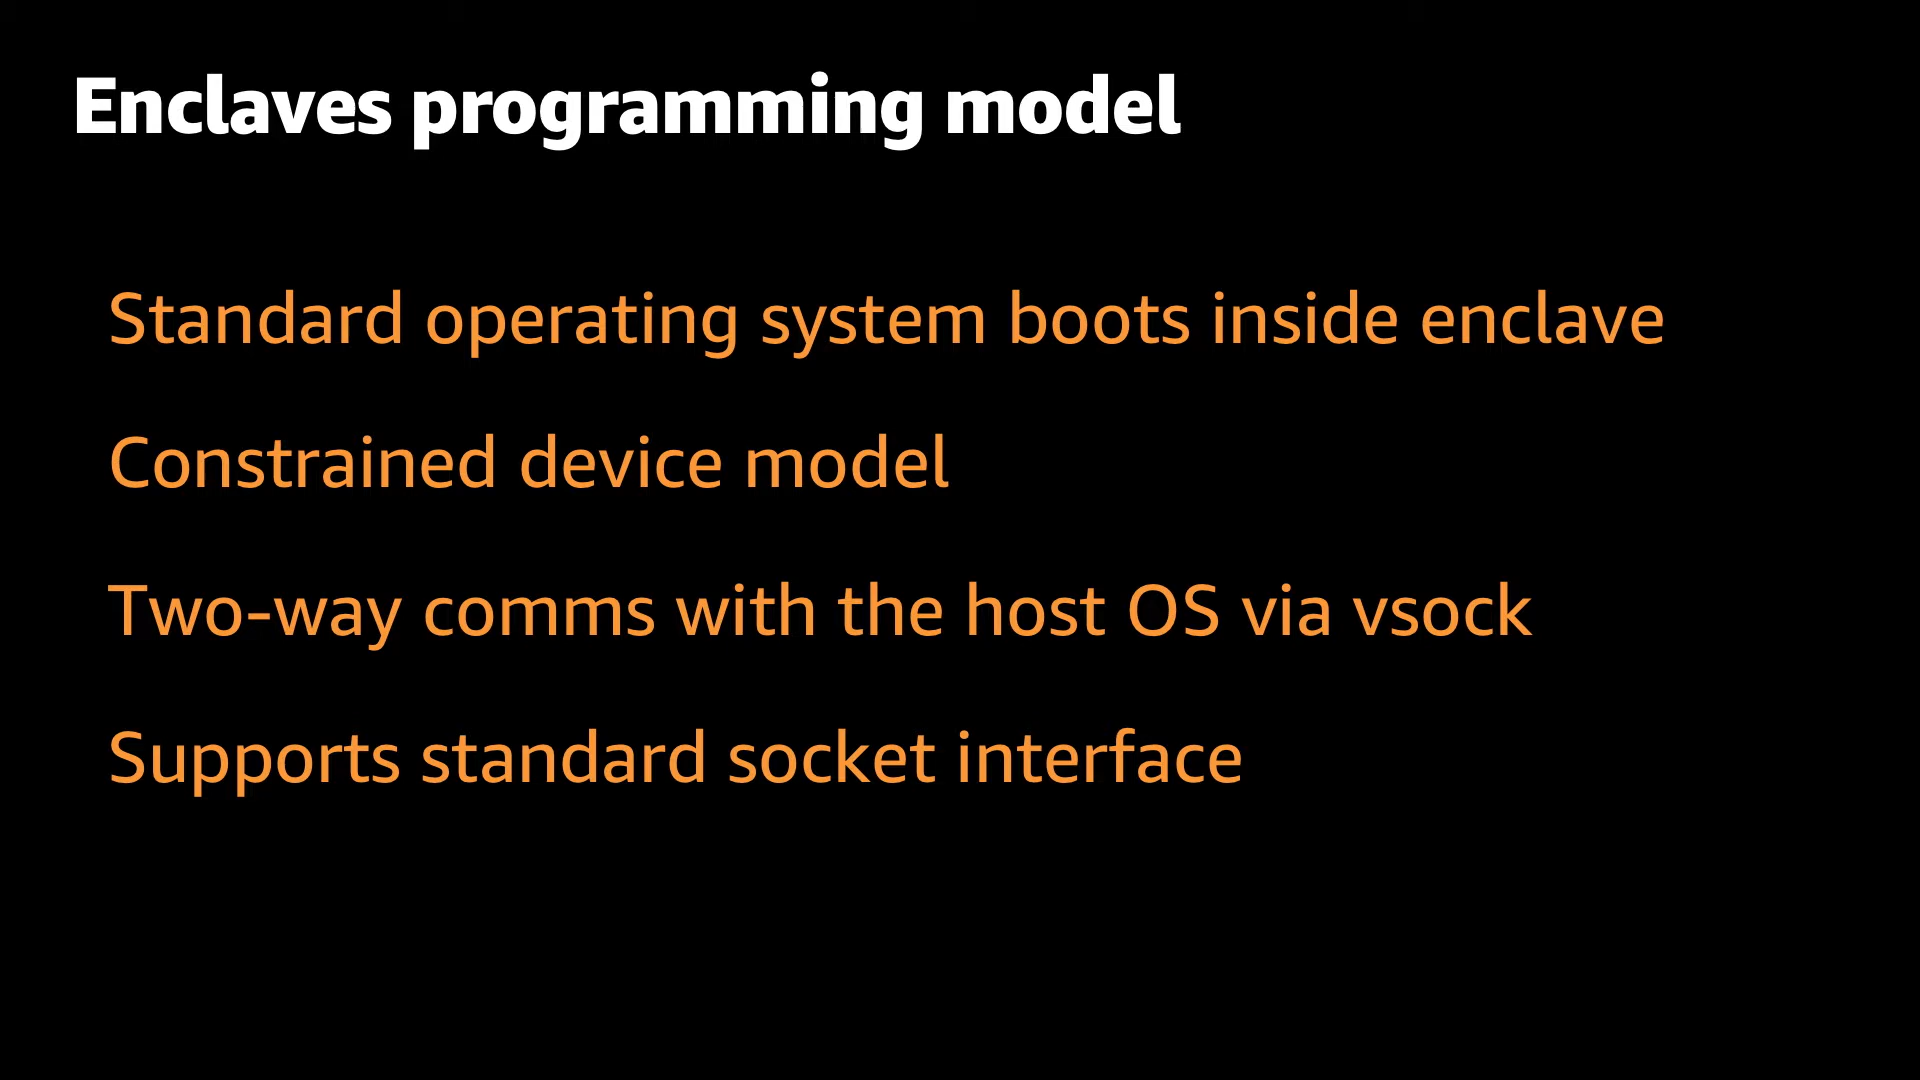 Enclaves programming model
Standard operating system boots inside enclave
Constrained device model
Two-way comms with the host OS via vsock
Supports standard socket interface